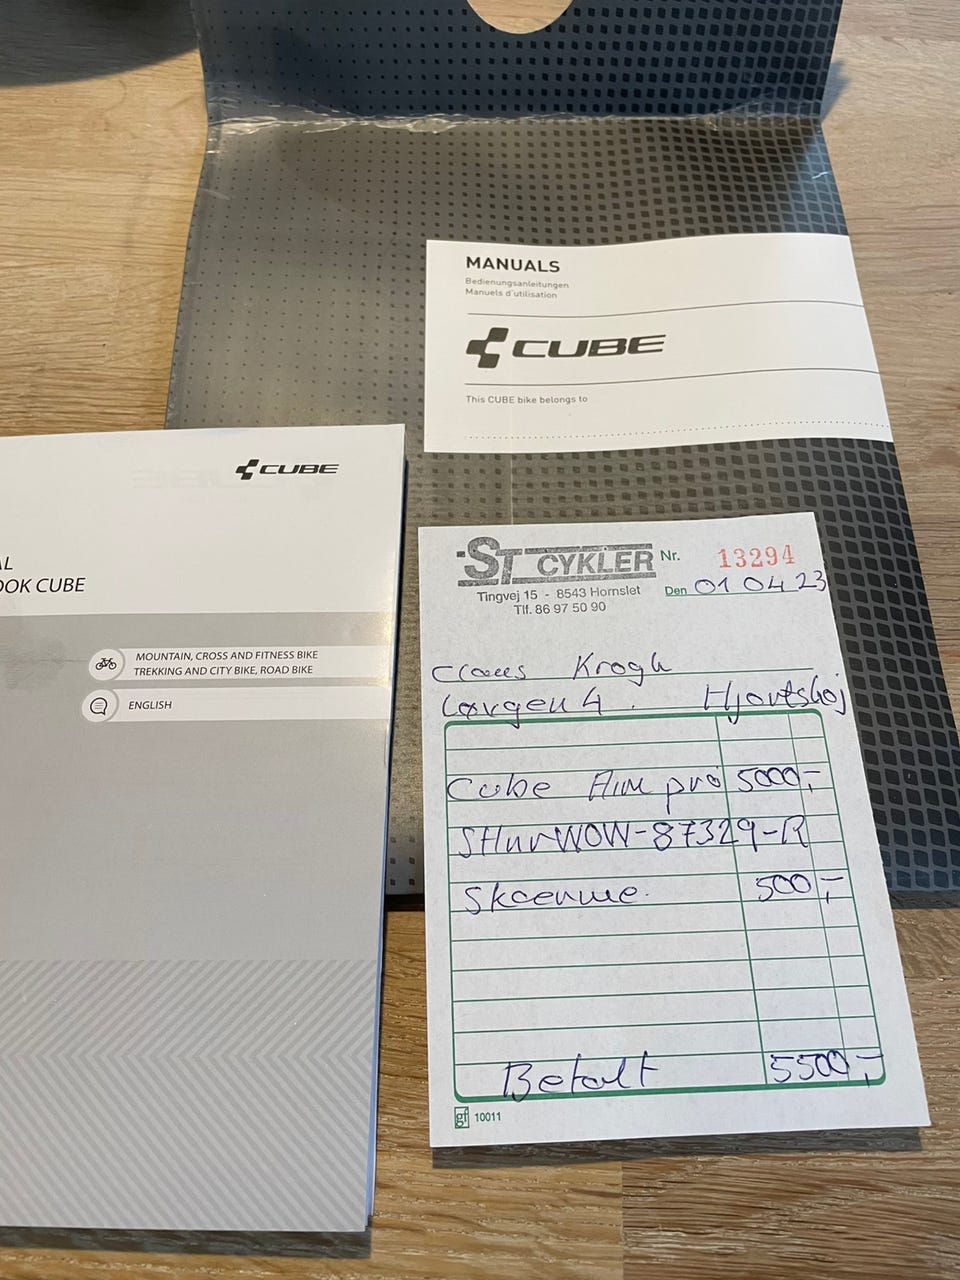 MANUALS
Bedienungsanleitungen
Manuels d'utilisation
CUBE
This CUBE bike belongs to
CUBE
AL
OOK CUBE
MOUNTAIN, CROSS AND FITNESS BIKE
TREKKING AND CITY BIKE, ROAD BIKE
ENGLISH
ST CYKLER
Tingvej 15 - 8543 Hornslet
Tlf. 86 97 50 90
Nr. 13294
Den 01 04 23
Claus Krogh
4. Hjortshøj
Cube Aim pro 5000,-
87329-R
Skærme. 500,-
Betalt 5500,-
gf 10011